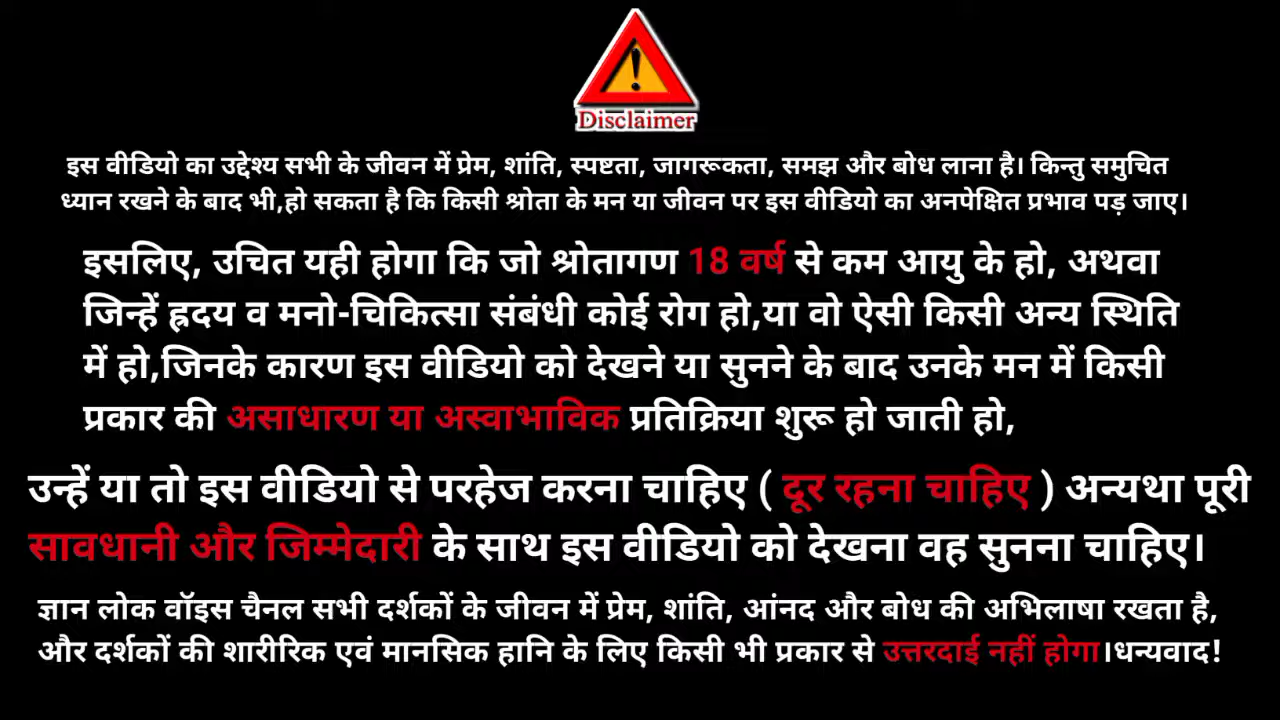 Disclaimer
इस वीडियो का उद्देश्य सभी के जीवन में प्रेम, शांति, स्पष्टता, जागरूकता, समझ और बोध लाना है। किन्तु समुचित
ध्यान रखने के बाद भी,हो सकता है कि किसी श्रोता के मन या जीवन पर इस वीडियो का अनपेक्षित प्रभाव पड़ जाए।
इसलिए, उचित यही होगा कि जो श्रोतागण 18 वर्ष से कम आयु के हो, अथवा
जिन्हें ह्रदय व मनो-चिकित्सा संबंधी कोई रोग हो,या वो ऐसी किसी अन्य स्थिति
में हो,जिनके कारण इस वीडियो को देखने या सुनने के बाद उनके मन में किसी
प्रकार की असाधारण या अस्वाभाविक प्रतिक्रिया शुरू हो जाती हो,
उन्हें या तो इस वीडियो से परहेज करना चाहिए ( दूर रहना चाहिए ) अन्यथा पूरी
सावधानी और जिम्मेदारी के साथ इस वीडियो को देखना वह सुनना चाहिए।
ज्ञान लोक वॉइस चैनल सभी दर्शकों के जीवन में प्रेम, शांति, आंनद और बोध की अभिलाषा रखता है,
और दर्शकों की शारीरिक एवं मानसिक हानि के लिए किसी भी प्रकार से उत्तरदाई नहीं होगा।धन्यवाद!